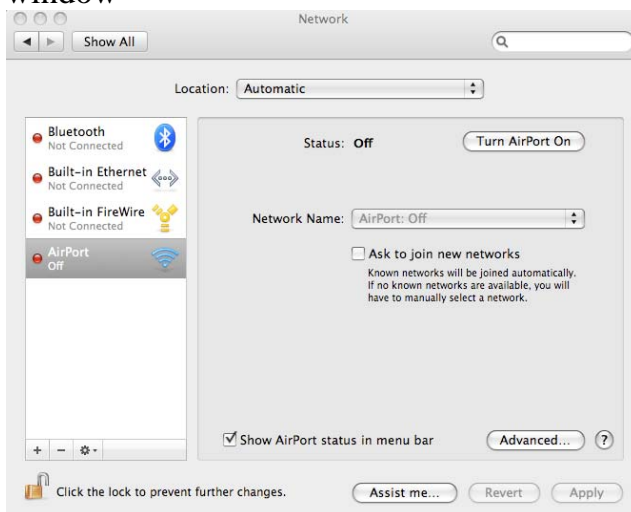 window
Network
Show All
Location: Automatic
Bluetooth
Not Connected
Built-in Ethernet
Not Connected
Built-in FireWire
Not Connected
AirPort
Off
Status: Off
Turn AirPort On
Network Name: AirPort: Off
Ask to join new networks
Known networks will be joined automatically.
If no known networks are available, you will
have to manually select a network.
Show AirPort status in menu bar
Advanced...
?
Click the lock to prevent further changes.
Assist me...
Revert
Apply